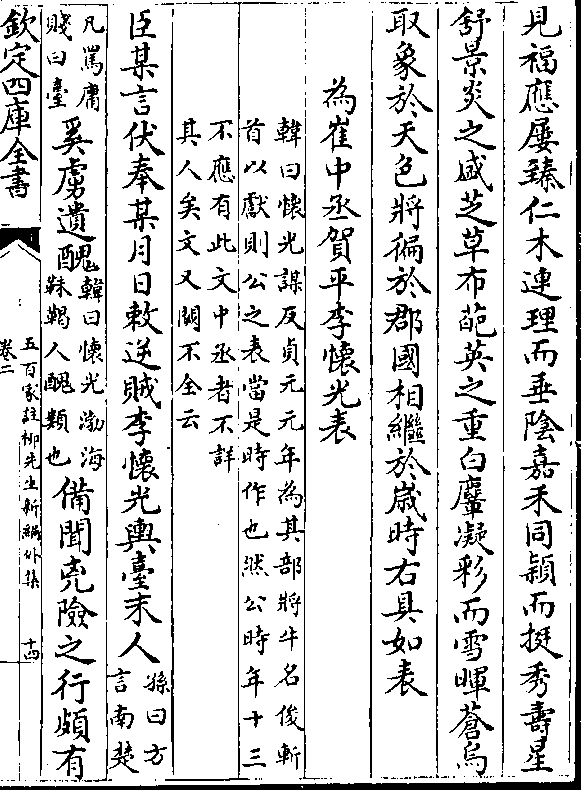 見福應屢臻仁木連理而垂陰嘉禾同穎而挺秀壽星
舒景炎之盛芝草布葩英之重白麞凝彩而雪暉蒼烏
取象於天色將徧於郡國相繼於嵗時右具如表
為崔中丞賀平李懷光表
韓曰懷光謀反貞元元年為其部將牛名俊斬
首以獻則公之表當是時作也然公時年十三
不應有此文中丞者不詳
其人矣文又闕不全云
臣某言伏奉某月日敕逆賊李懷光輿臺末人
孫曰方
言南楚
凡罵庸
賤曰臺
奚虜遺醜
韓曰懷光渤海
靺鞨人醜類也
備聞兇險之行頗有
欽定四庫全書
五百家註柳先生新編外集
卷二
十四